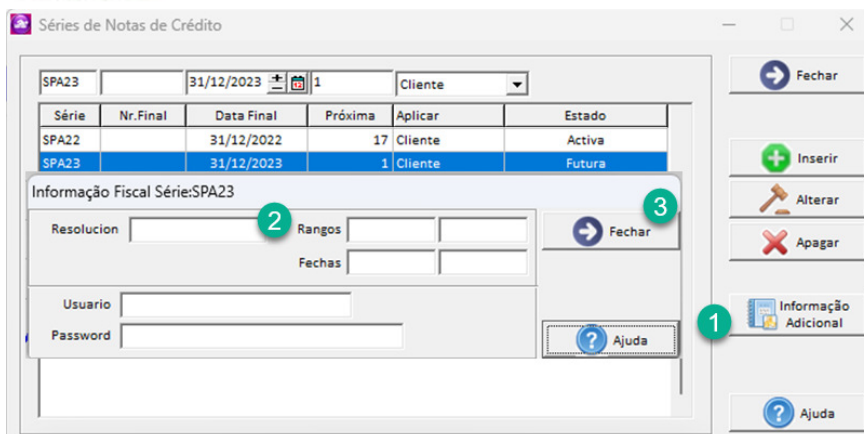 Séries de Notas de Crédito
SPA23 31/12/2023 1 Cliente
Fechar
Série Nr.Final Data Final Próxima Aplicar Estado
SPA22 31/12/2022 17 Cliente Activa
SPA23 31/12/2023 1 Cliente Futura
Inserir
Alterar
Apagar
Informação Adicional
1
Ajuda
Informação Fiscal Série:SPA23
Resolucion 2 Rangos
3
Fechar
Fechas
Usuario
Password
Ajuda